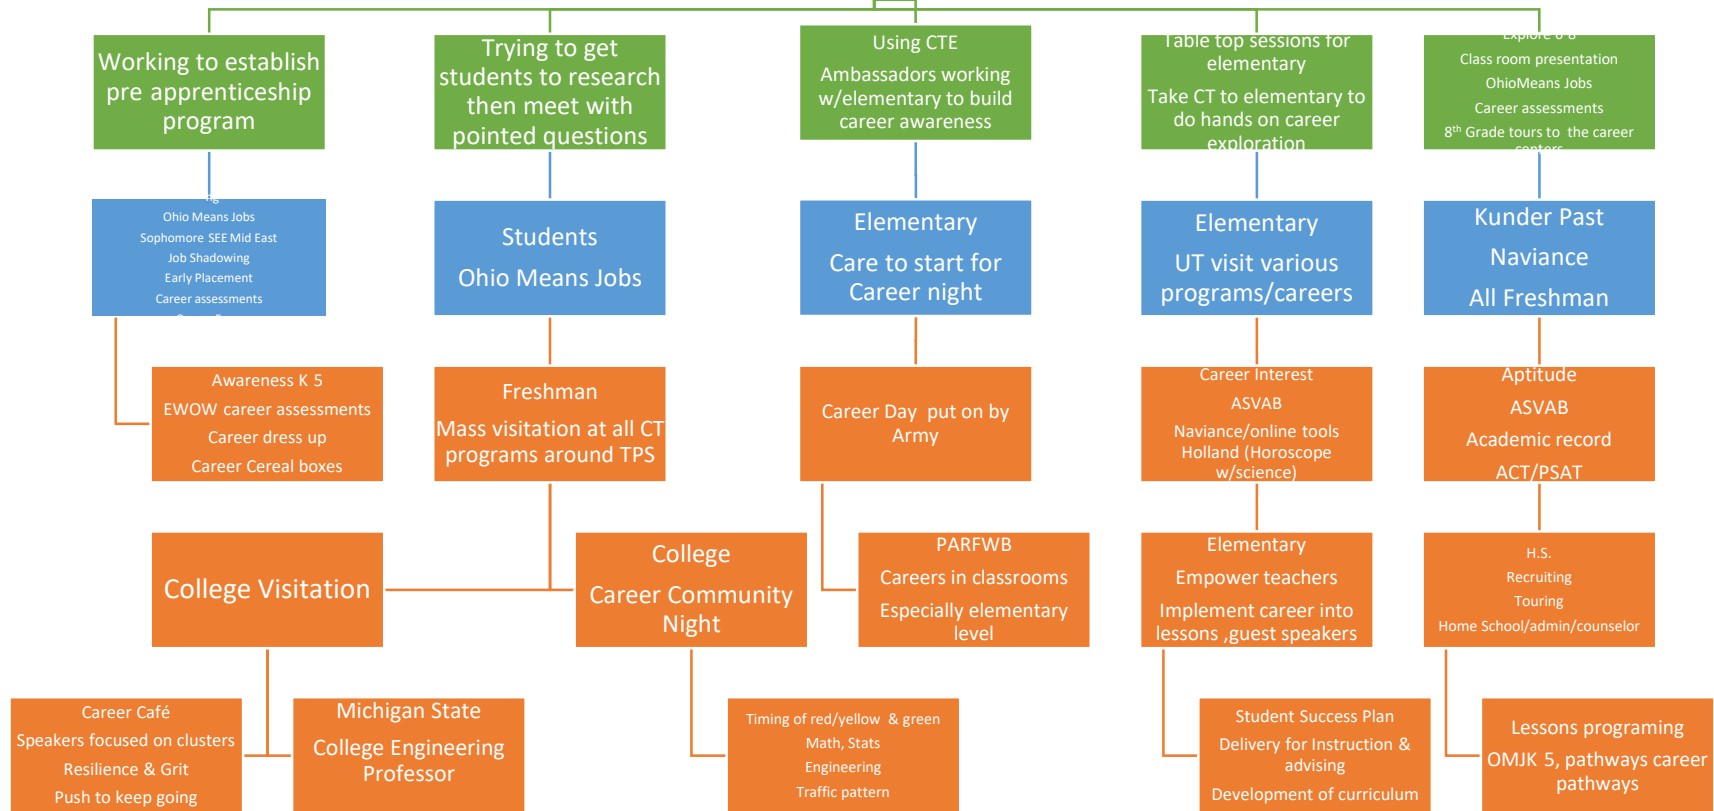 Working to establish
pre apprenticeship
program
Trying to get
students to research
then meet with
pointed questions
Using CTE
Ambassadors working
w/elementary to build
career awareness
Table top sessions for
elementary
Take CT to elementary to
do hands on career
exploration
Explore 6 8
Class room presentation
OhioMeans Jobs
Career assessments
8th Grade tours to the career
centers
Ohio Means Jobs
Sophomore SEE Mid East
Job Shadowing
Early Placement
Career assessments
Students
Ohio Means Jobs
Elementary
Care to start for
Career night
Elementary
UT visit various
programs/careers
Kunder Past
Naviance
All Freshman
Awareness K 5
EWOW career assessments
Career dress up
Career Cereal boxes
Freshman
Mass visitation at all CT
programs around TPS
Career Day put on by
Army
Career Interest
ASVAB
Naviance/online tools
Holland (Horoscope
w/science)
Aptitude
ASVAB
Academic record
ACT/PSAT
College Visitation
College
Career Community
Night
PARFWB
Careers in classrooms
Especially elementary
level
Elementary
Empower teachers
Implement career into
lessons ,guest speakers
H.S.
Recruiting
Touring
Home School/admin/counselor
Career Café
Speakers focused on clusters
Resilience & Grit
Push to keep going
Michigan State
College Engineering
Professor
Timing of red/yellow & green
Math, Stats
Engineering
Traffic pattern
Student Success Plan
Delivery for Instruction &
advising
Development of curriculum
Lessons programing
OMJK 5, pathways career
pathways